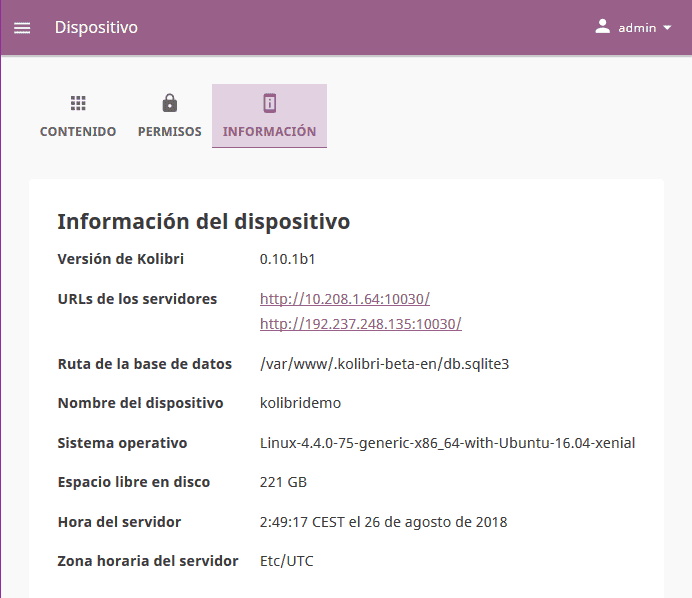 Dispositivo
admin
CONTENIDO
PERMISOS
INFORMACIÓN
Información del dispositivo
Versión de Kolibri 0.10.1b1
URLs de los servidores http://10.208.1.64:10030/
http://192.237.248.135:10030/
Ruta de la base de datos /var/www/.kolibri-beta-en/db.sqlite3
Nombre del dispositivo kolibridemo
Sistema operativo Linux-4.4.0-75-generic-x86_64-with-Ubuntu-16.04-xenial
Espacio libre en disco 221 GB
Hora del servidor 2:49:17 CEST el 26 de agosto de 2018
Zona horaria del servidor Etc/UTC